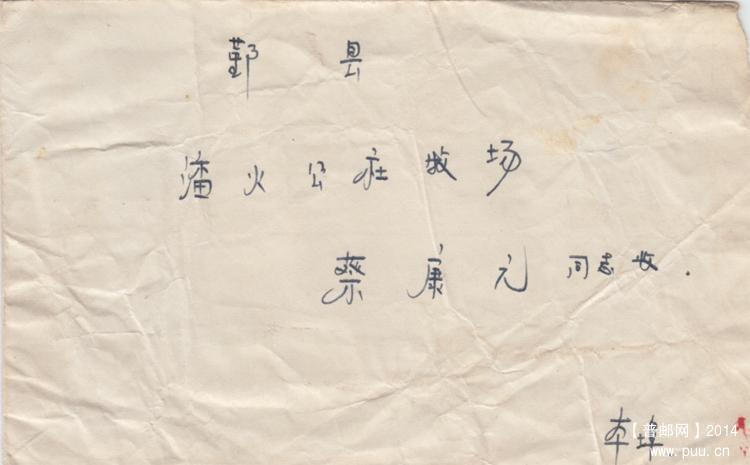 鄞县
潘火公社牧场
蔡康元同志收.
本埠
【普邮网】2014
www.puu.cn